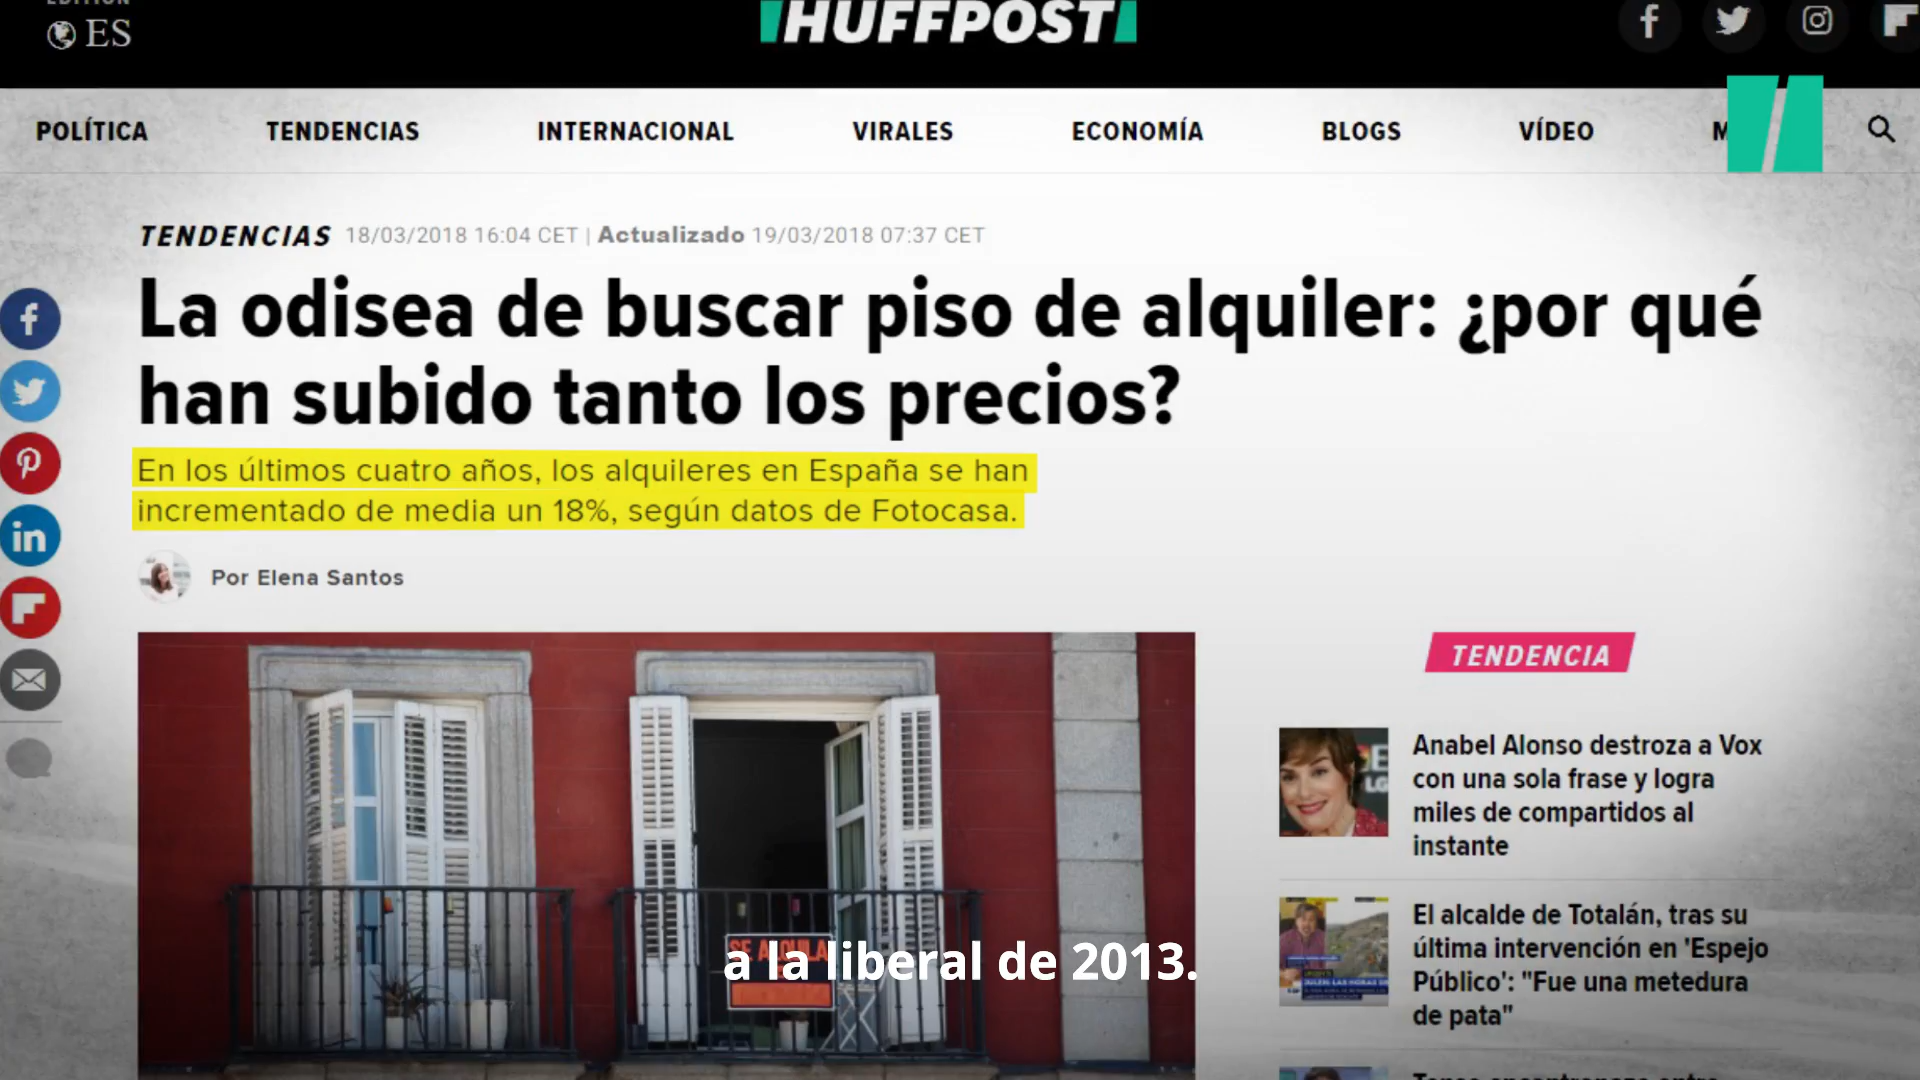 ES
HUFFPOST
POLÍTICA
TENDENCIAS
INTERNACIONAL
VIRALES
ECONOMÍA
BLOGS
VÍDEO
TENDENCIAS 18/03/2018 16:04 CET | Actualizado 19/03/2018 07:37 CET
La odisea de buscar piso de alquiler: ¿por qué
han subido tanto los precios?
En los últimos cuatro años, los alquileres en España se han
incrementado de media un 18%, según datos de Fotocasa.
Por Elena Santos
SE ALQUILA
TENDENCIA
Anabel Alonso destroza a Vox
con una sola frase y logra
miles de compartidos al
instante
El alcalde de Totalán, tras su
última intervención en 'Espejo
Público': "Fue una metedura
de pata"
a la liberal de 2013.